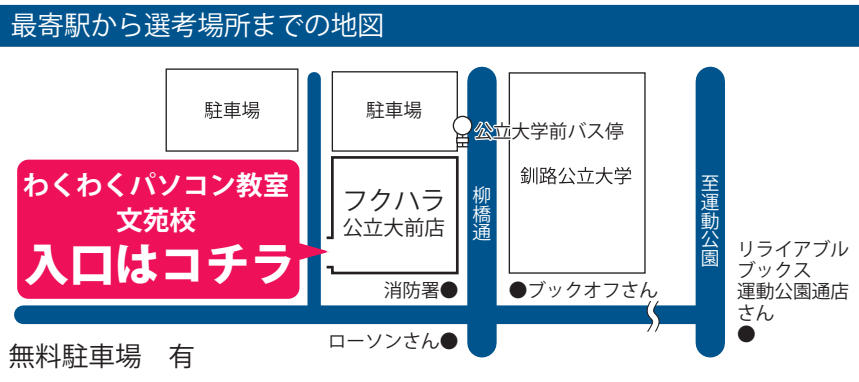 最寄駅から選考場所までの地図
駐車場
駐車場
公立大学前バス停
わくわくパソコン教室
文苑校
入口はコチラ
フクハラ
公立大前店
柳橋通
釧路公立大学
至運動公園
リライアブル
ブックス
運動公園通店
さん
●
消防署●
●ブックオフさん
ローソンさん●
無料駐車場　有